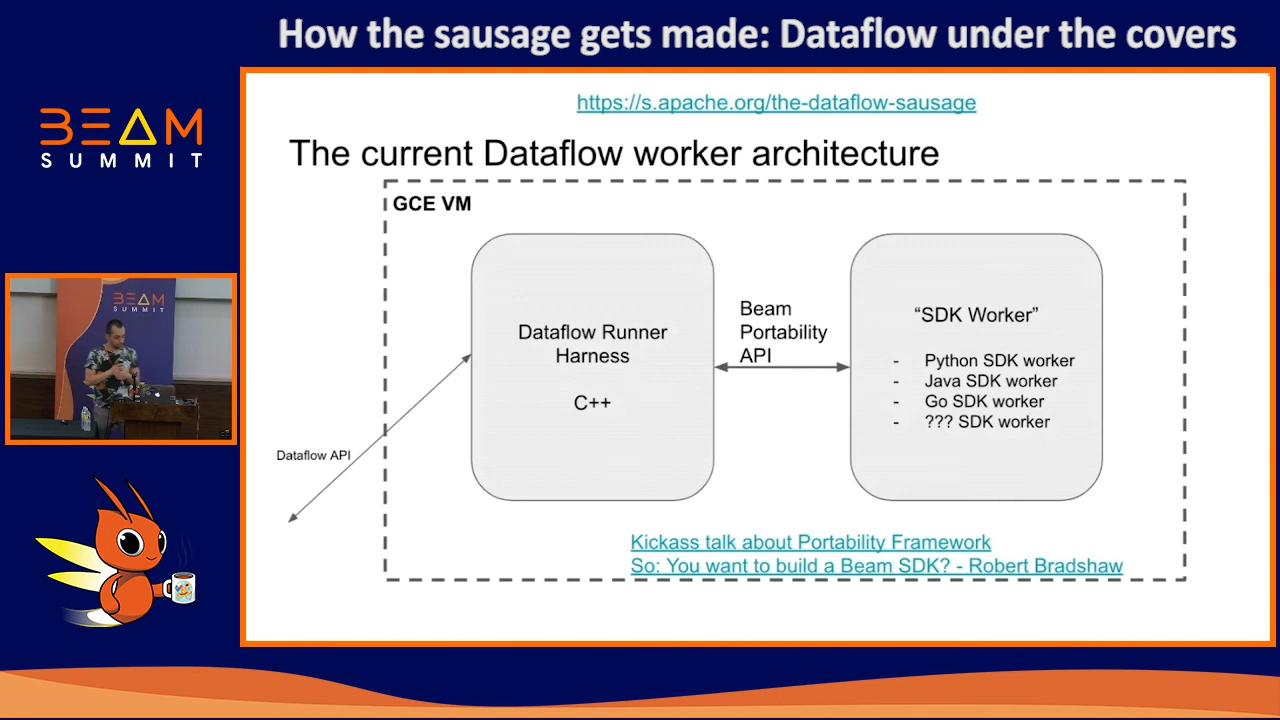 How the sausage gets made: Dataflow under the covers
BEAM
SUMMIT
https://s.apache.org/the-dataflow-sausage
The current Dataflow worker architecture
GCE VM
Dataflow Runner
Harness
C++
Beam
Portability
API
“SDK Worker”
- Python SDK worker
- Java SDK worker
- Go SDK worker
- ??? SDK worker
Dataflow API
Kickass talk about Portability Framework
So: You want to build a Beam SDK? - Robert Bradshaw
BEAM
SUMMIT